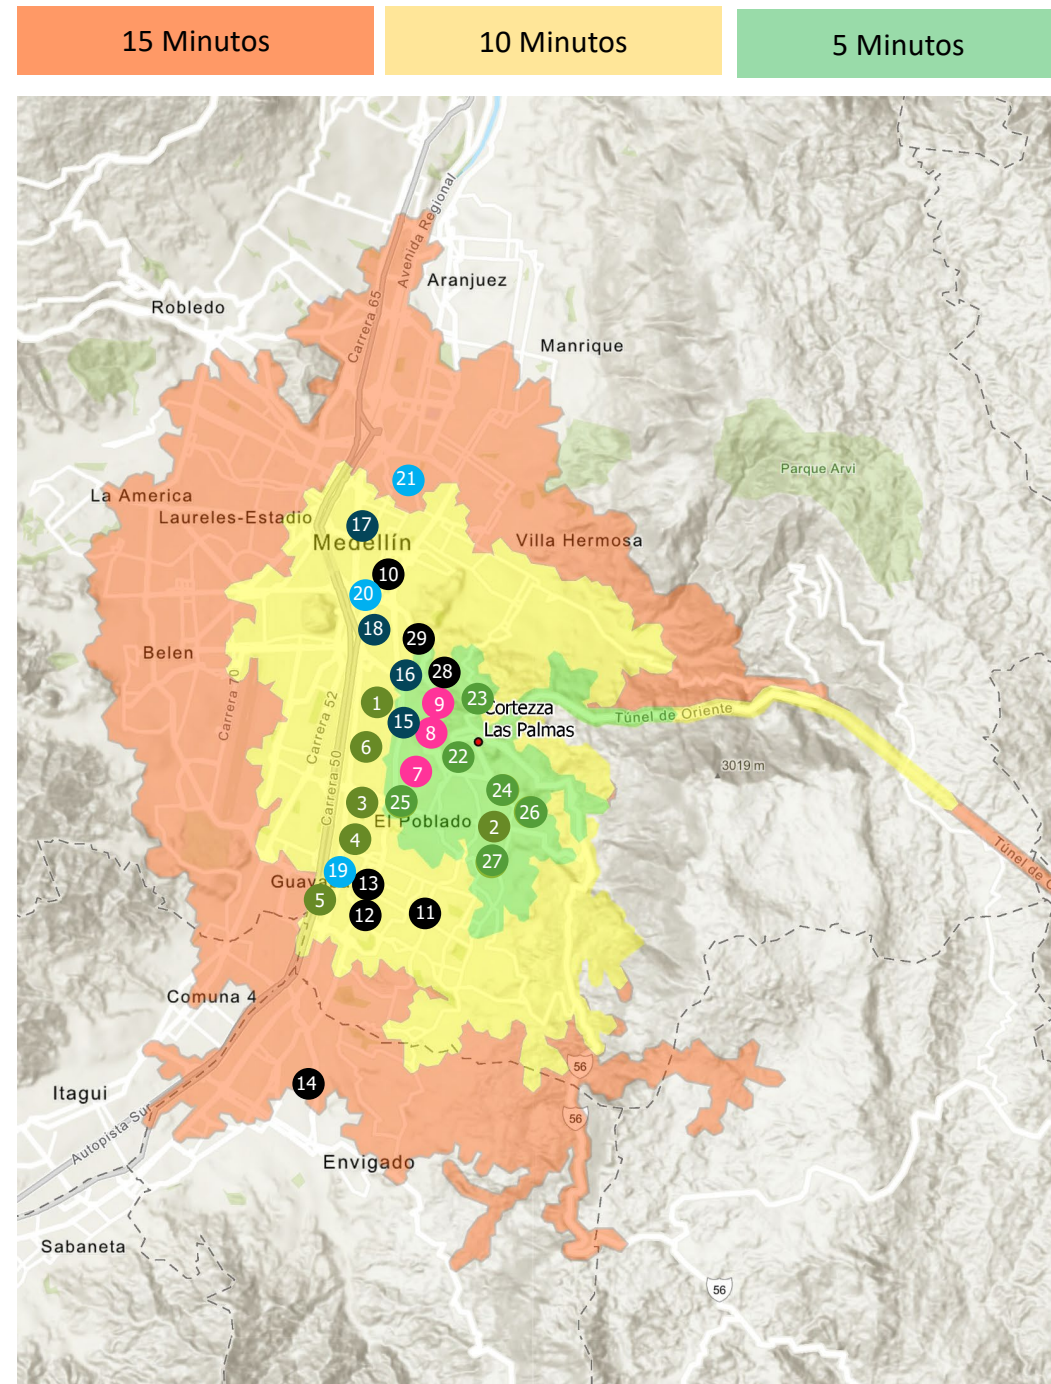 15 Minutos
10 Minutos
5 Minutos
Avenida Regional
Aranjuez
Robledo
Carrera 65
Manrique
Parque Arvi
21
La America
Laureles-Estadio
17
Medellín
Villa Hermosa
10
20
18
29
Belen
16
28
Carrera 70
1
9
23
Cortezza
Las Palmas
Túnel de Oriente
15
8
Carrera 52
6
22
3019 m
7
Carrera 50
24
3
25
26
El Poblado
2
4
27
Túnel de
19
13
5
12
11
Comuna 4
56
14
Itagui
56
Autopista Sur
Envigado
Sabaneta
56